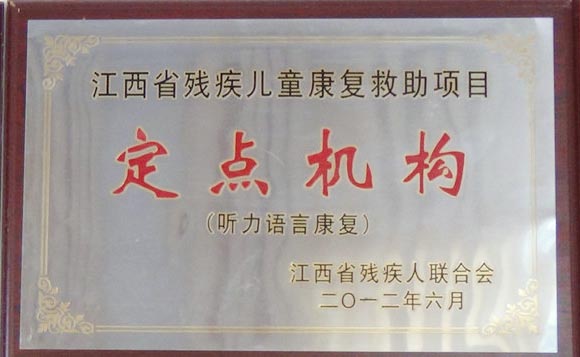 江西省残疾儿童康复救助项目
定点机构
(听力语言康复)
江西省残疾人联合会
二〇一二年六月